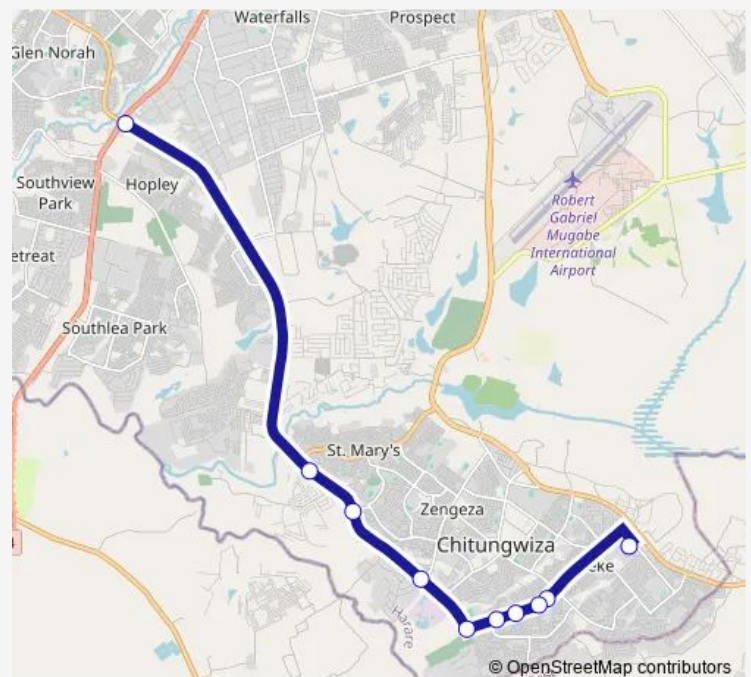 Waterfalls
Prospect
Glen Norah
Southview
Park
Hopley
Robert
Gabriel
Mugabe
International
Airport
etreat
Southlea Park
St. Mary's
Zengeza
Chitungwiza
eke
4
Harare
© OpenStreetMap contributors